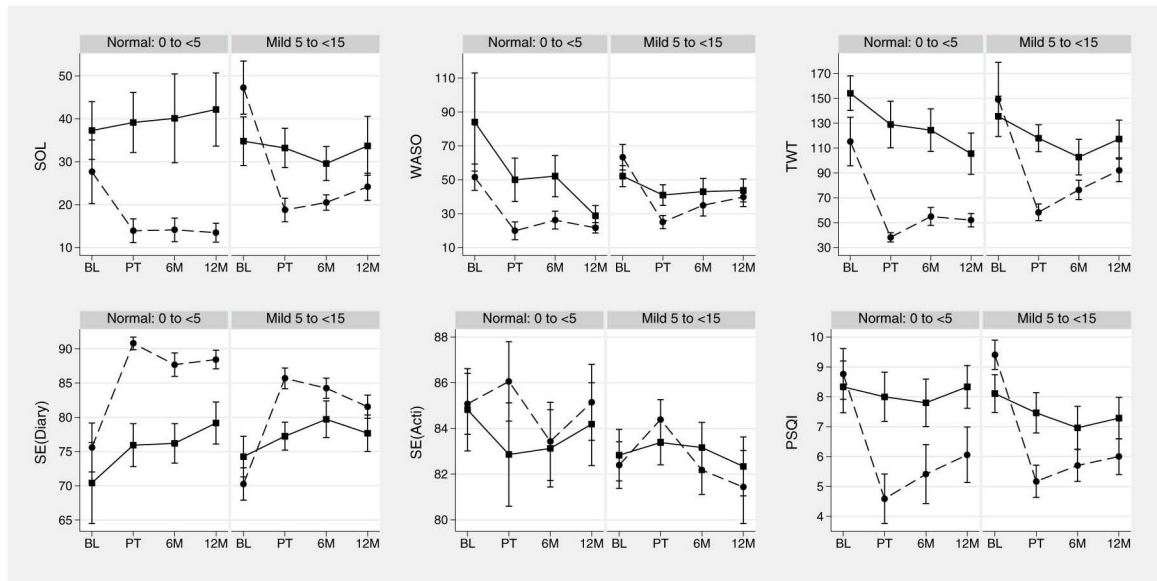 Normal: 0 to <5 Mild 5 to <15
SOL
50
40
30
20
10
BL PT 6M 12M BL PT 6M 12M
Normal: 0 to <5 Mild 5 to <15
WASO
110
90
70
50
30
10
BL PT 6M 12M BL PT 6M 12M
Normal: 0 to <5 Mild 5 to <15
TWT
170
150
130
110
90
70
50
30
BL PT 6M 12M BL PT 6M 12M
Normal: 0 to <5 Mild 5 to <15
SE(Diary)
90
85
80
75
70
65
BL PT 6M 12M BL PT 6M 12M
Normal: 0 to <5 Mild 5 to <15
SE(Acti)
88
86
84
82
80
BL PT 6M 12M BL PT 6M 12M
Normal: 0 to <5 Mild 5 to <15
PSQI
10
9
8
7
6
5
4
BL PT 6M 12M BL PT 6M 12M